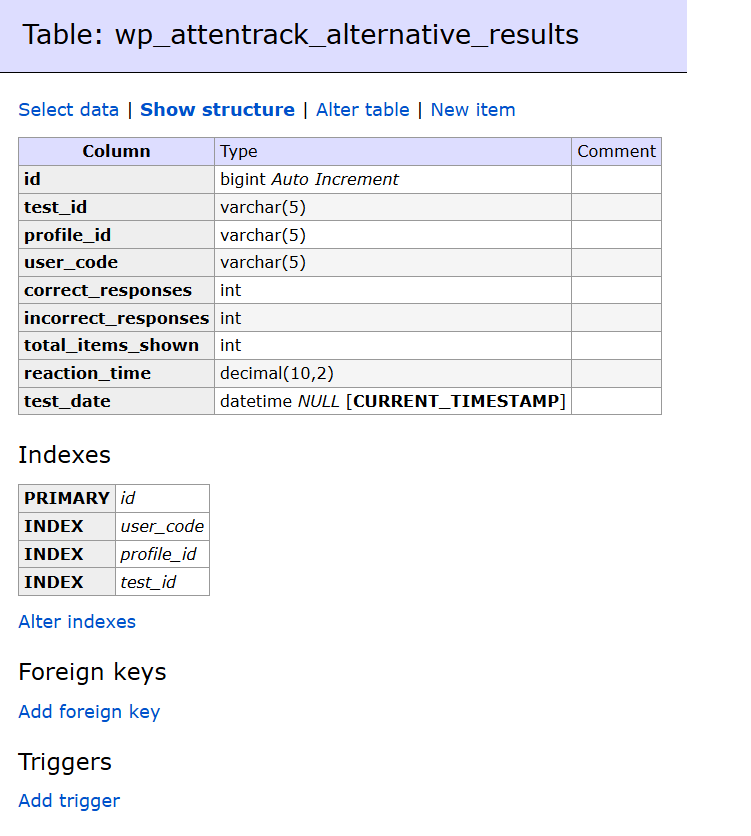 Table: wp_attentrack_alternative_results
Select data | Show structure | Alter table | New item
Column Type Comment
id bigint Auto Increment
test_id varchar(5)
profile_id varchar(5)
user_code varchar(5)
correct_responses int
incorrect_responses int
total_items_shown int
reaction_time decimal(10,2)
test_date datetime NULL [CURRENT_TIMESTAMP]
Indexes
PRIMARY id
INDEX user_code
INDEX profile_id
INDEX test_id
Alter indexes
Foreign keys
Add foreign key
Triggers
Add trigger